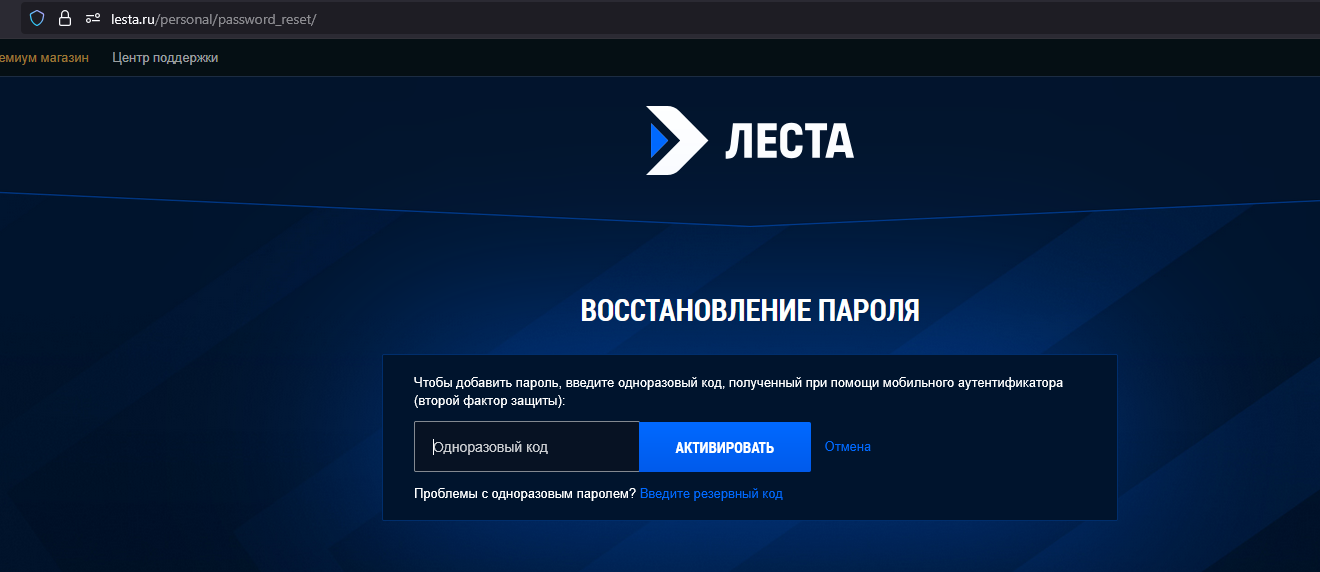 lesta.ru/personal/password_reset/
емиум магазин Центр поддержки
ЛЕСТА
ВОССТАНОВЛЕНИЕ ПАРОЛЯ
Чтобы добавить пароль, введите одноразовый код, полученный при помощи мобильного аутентификатора
(второй фактор защиты):
Одноразовый код АКТИВИРОВАТЬ Отмена
Проблемы с одноразовым паролем? Введите резервный код